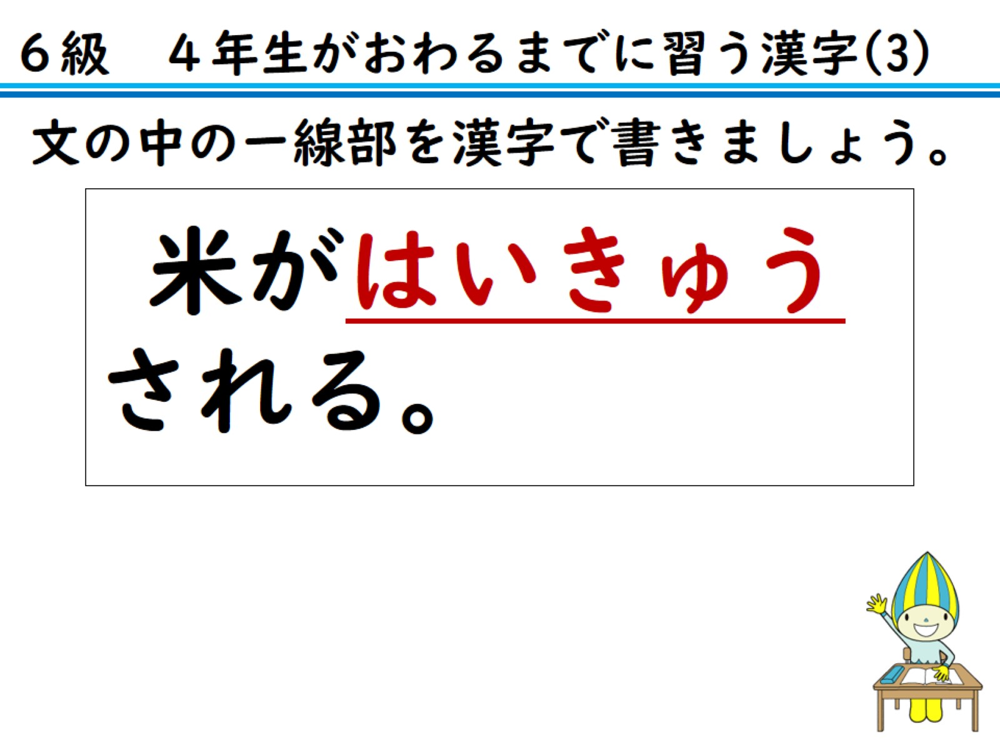 ６級　４年生がおわるまでに習う漢字(3)
文の中の一線部を漢字で書きましょう。
米がはいきゅう
される。